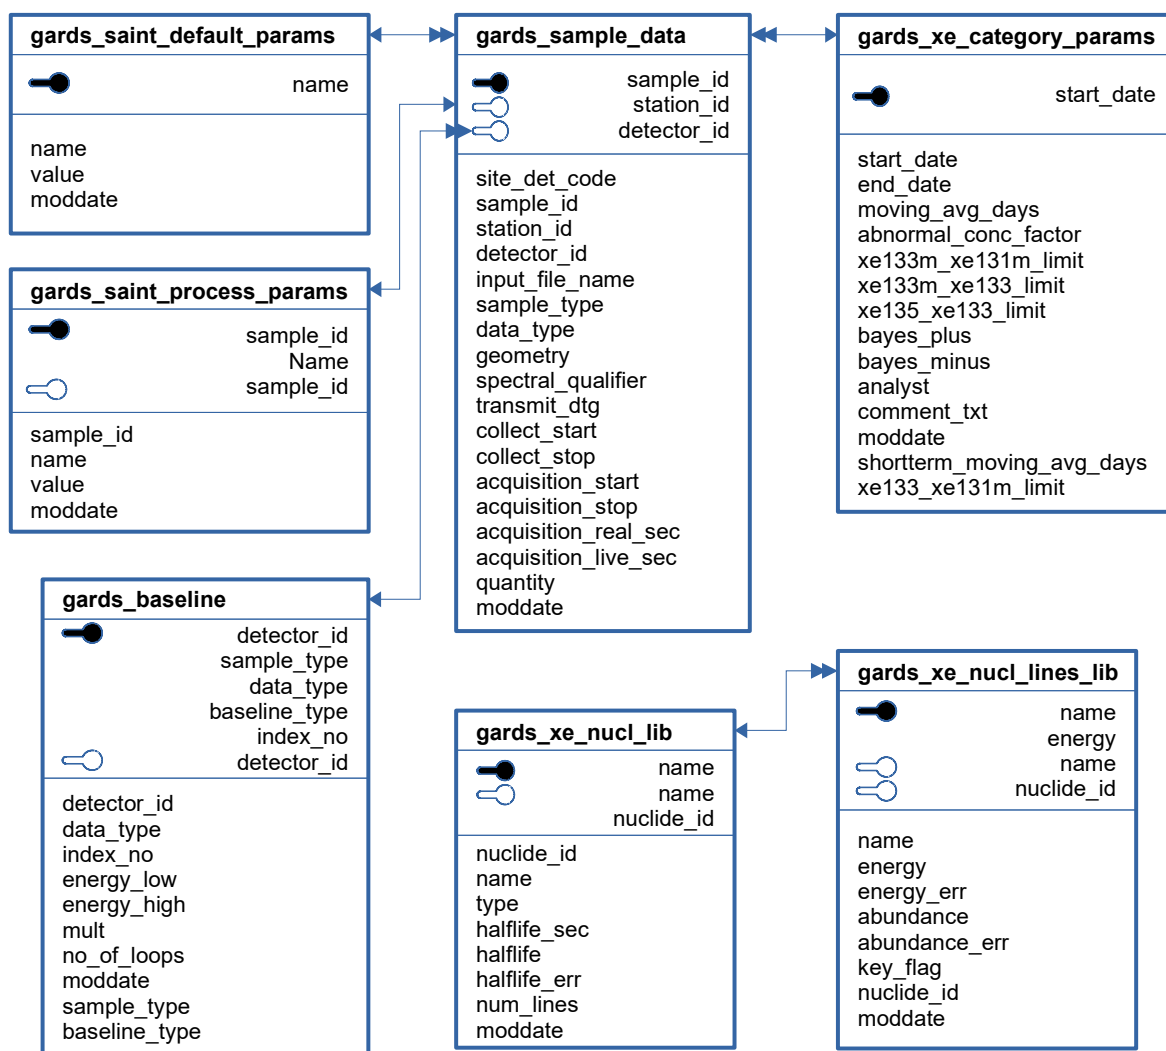 gards_saint_default_params
name
name
value
moddate
gards_saint_process_params
sample_id
Name
sample_id
sample_id
name
value
moddate
gards_baseline
detector_id
sample_type
data_type
baseline_type
index_no
detector_id
detector_id
data_type
index_no
energy_low
energy_high
mult
no_of_loops
moddate
sample_type
baseline_type
gards_sample_data
sample_id
station_id
detector_id
site_det_code
sample_id
station_id
detector_id
input_file_name
sample_type
data_type
geometry
spectral_qualifier
transmit_dtg
collect_start
collect_stop
acquisition_start
acquisition_stop
acquisition_real_sec
acquisition_live_sec
quantity
moddate
gards_xe_nucl_lib
name
name
nuclide_id
nuclide_id
name
type
halflife_sec
halflife
halflife_err
num_lines
moddate
gards_xe_category_params
start_date
start_date
end_date
moving_avg_days
abnormal_conc_factor
xe133m_xe131m_limit
xe133m_xe133_limit
xe135_xe133_limit
bayes_plus
bayes_minus
analyst
comment_txt
moddate
shortterm_moving_avg_days
xe133_xe131m_limit
gards_xe_nucl_lines_lib
name
energy
name
nuclide_id
name
energy
energy_err
abundance
abundance_err
key_flag
nuclide_id
moddate